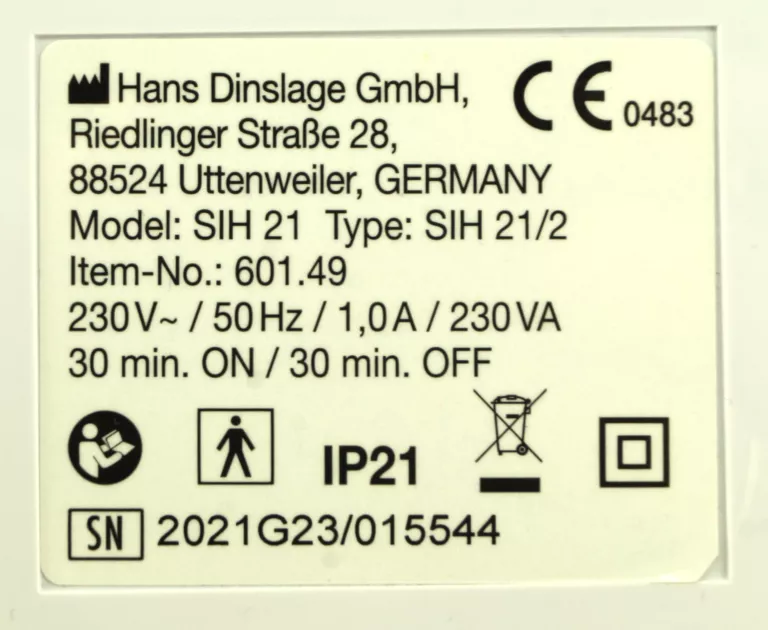 Hans Dinslage GmbH,
Riedlinger Straße 28,
88524 Uttenweiler, GERMANY
CE 0483
Model: SIH 21 Type: SIH 21/2
Item-No.: 601.49
230V~ / 50Hz / 1,0A / 230VA
30 min. ON / 30 min. OFF
IP21
SN 2021G23/015544